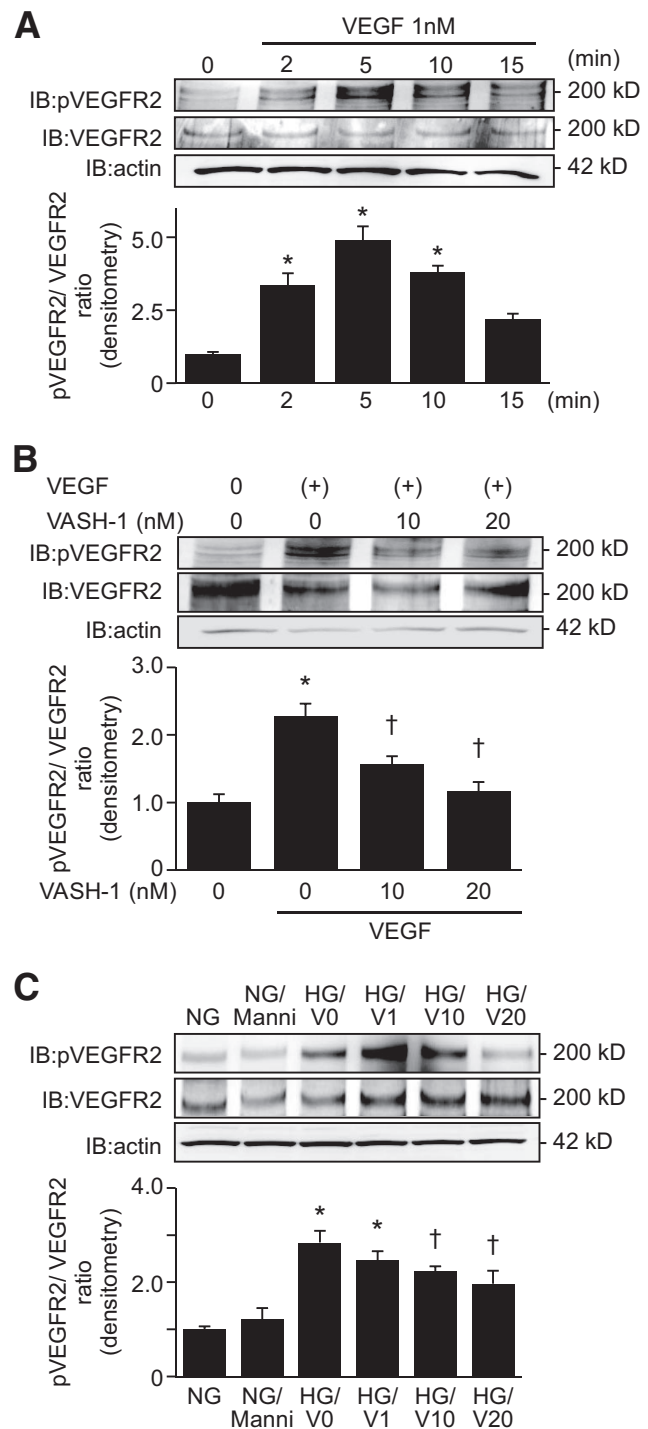 A
VEGF 1nM
0 2 5 10 15 (min)
IB:pVEGFR2 200 kD
IB:VEGFR2 200 kD
IB:actin 42 kD
pVEGFR2/ VEGFR2
ratio
(densitometry)
5.0
2.5
0
* * *
0 2 5 10 15 (min)
B
VEGF 0 (+) (+) (+)
VASH-1 (nM) 0 0 10 20
IB:pVEGFR2 200 kD
IB:VEGFR2 200 kD
IB:actin 42 kD
pVEGFR2/ VEGFR2
ratio
(densitometry)
3.0
2.0
1.0
0
* † †
VASH-1 (nM) 0 0 10 20
VEGF
C
NG/ HG/ HG/ HG/ HG/
NG Manni V0 V1 V10 V20
IB:pVEGFR2 200 kD
IB:VEGFR2 200 kD
IB:actin 42 kD
pVEGFR2/ VEGFR2
ratio
(densitometry)
4.0
2.0
0
* * † †
NG NG/ HG/ HG/ HG/ HG/
Manni V0 V1 V10 V20